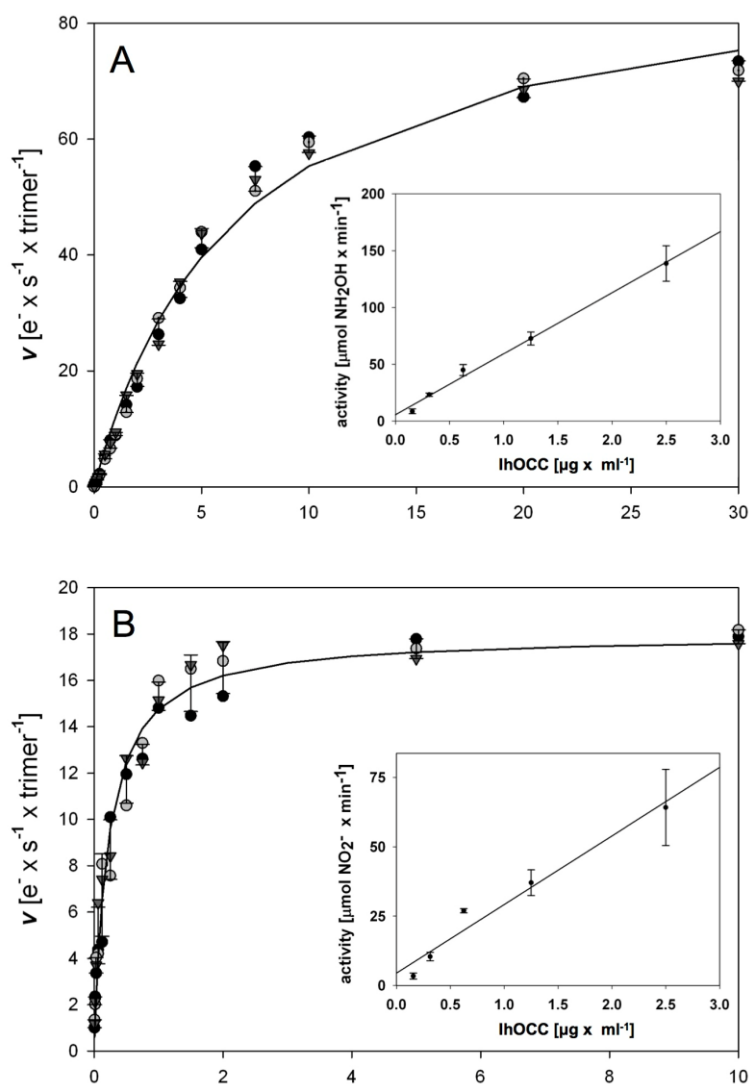 A
80
60
40
20
0
v [e⁻ x s⁻¹ x trimer⁻¹]
0 5 10 15 20 25 30
200
150
100
50
0
activity [µmol NH₂OH x min⁻¹]
0.0 0.5 1.0 1.5 2.0 2.5 3.0
IhOCC [µg x ml⁻¹]
B
20
18
16
14
12
10
8
6
4
2
0
v [e⁻ x s⁻¹ x trimer⁻¹]
0 2 4 6 8 10
75
50
25
0
activity [µmol NO₂⁻ x min⁻¹]
0.0 0.5 1.0 1.5 2.0 2.5 3.0
IhOCC [µg x ml⁻¹]